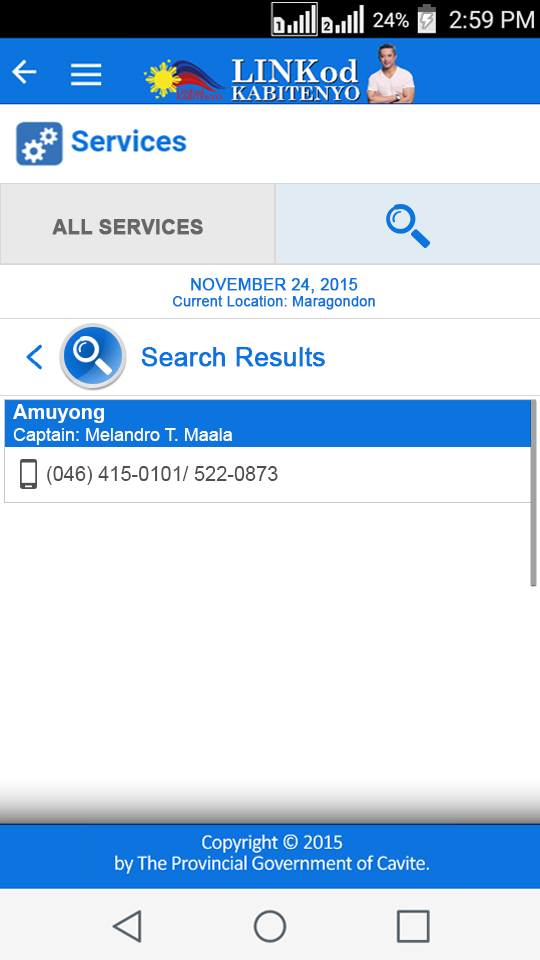 1 2 24% 2:59 PM
LINKod
KABITENYO
Services
ALL SERVICES
NOVEMBER 24, 2015
Current Location: Maragondon
Search Results
Amuyong
Captain: Melandro T. Maala
(046) 415-0101/ 522-0873
Copyright © 2015
by The Provincial Government of Cavite.